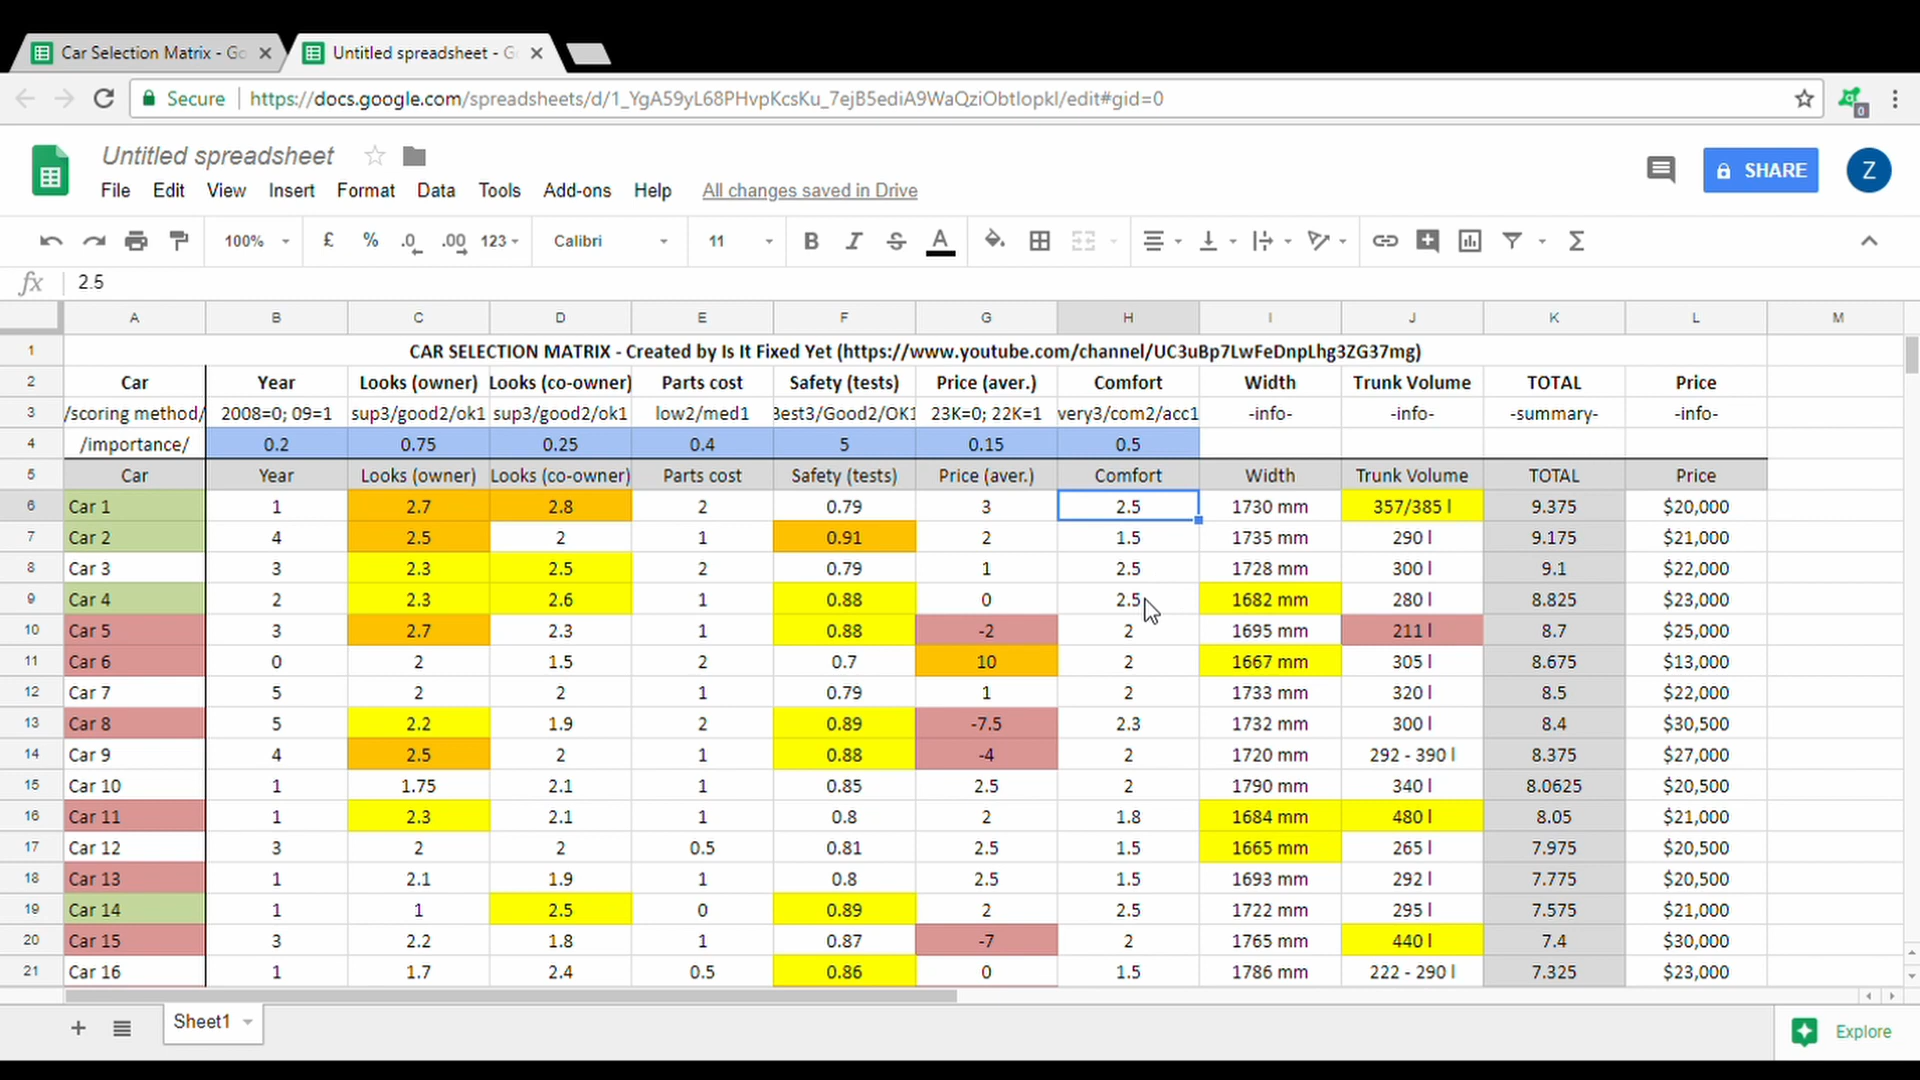 Car Selection Matrix - Go
Untitled spreadsheet - G
Secure https://docs.google.com/spreadsheets/d/1_YgA59yL68PHvpKcsKu_7ejB5ediA9WaQziObtIopkI/edit#gid=0
0
Untitled spreadsheet
File Edit View Insert Format Data Tools Add-ons Help All changes saved in Drive
SHARE
Z
100% £ % .0 .00 123 Calibri 11 B I S A Σ
fx 2.5
A B C D E F G H I J K L M
1 CAR SELECTION MATRIX - Created by Is It Fixed Yet (https://www.youtube.com/channel/UC3uBp7LwFeDnpLhg3ZG37mg)
2 Car Year Looks (owner) Looks (co-owner) Parts cost Safety (tests) Price (aver.) Comfort Width Trunk Volume TOTAL Price
3 /scoring method/ 2008=0; 09=1 sup3/good2/ok1 sup3/good2/ok1 low2/med1 Best3/Good2/OK1 23K=0; 22K=1 very3/com2/acc1 -info- -info- -summary- -info-
4 /importance/ 0.2 0.75 0.25 0.4 5 0.15 0.5
5 Car Year Looks (owner) Looks (co-owner) Parts cost Safety (tests) Price (aver.) Comfort Width Trunk Volume TOTAL Price
6 Car 1 1 2.7 2.8 2 0.79 3 2.5 1730 mm 357/385 l 9.375 $20,000
7 Car 2 4 2.5 2 1 0.91 2 1.5 1735 mm 290 l 9.175 $21,000
8 Car 3 3 2.3 2.5 2 0.79 1 2.5 1728 mm 300 l 9.1 $22,000
9 Car 4 2 2.3 2.6 1 0.88 0 2.5 1682 mm 280 l 8.825 $23,000
10 Car 5 3 2.7 2.3 1 0.88 -2 2 1695 mm 211 l 8.7 $25,000
11 Car 6 0 2 1.5 2 0.7 10 2 1667 mm 305 l 8.675 $13,000
12 Car 7 5 2 2 1 0.79 1 2 1733 mm 320 l 8.5 $22,000
13 Car 8 5 2.2 1.9 2 0.89 -7.5 2.3 1732 mm 300 l 8.4 $30,500
14 Car 9 4 2.5 2 1 0.88 -4 2 1720 mm 292 - 390 l 8.375 $27,000
15 Car 10 1 1.75 2.1 1 0.85 2.5 2 1790 mm 340 l 8.0625 $20,500
16 Car 11 1 2.3 2.1 1 0.8 2 1.8 1684 mm 480 l 8.05 $21,000
17 Car 12 3 2 2 0.5 0.81 2.5 1.5 1665 mm 265 l 7.975 $20,500
18 Car 13 1 2.1 1.9 1 0.8 2.5 1.5 1693 mm 292 l 7.775 $20,500
19 Car 14 1 1 2.5 0 0.89 2 2.5 1722 mm 295 l 7.575 $21,000
20 Car 15 3 2.2 1.8 1 0.87 -7 2 1765 mm 440 l 7.4 $30,000
21 Car 16 1 1.7 2.4 0.5 0.86 0 1.5 1786 mm 222 - 290 l 7.325 $23,000
Sheet1
Explore